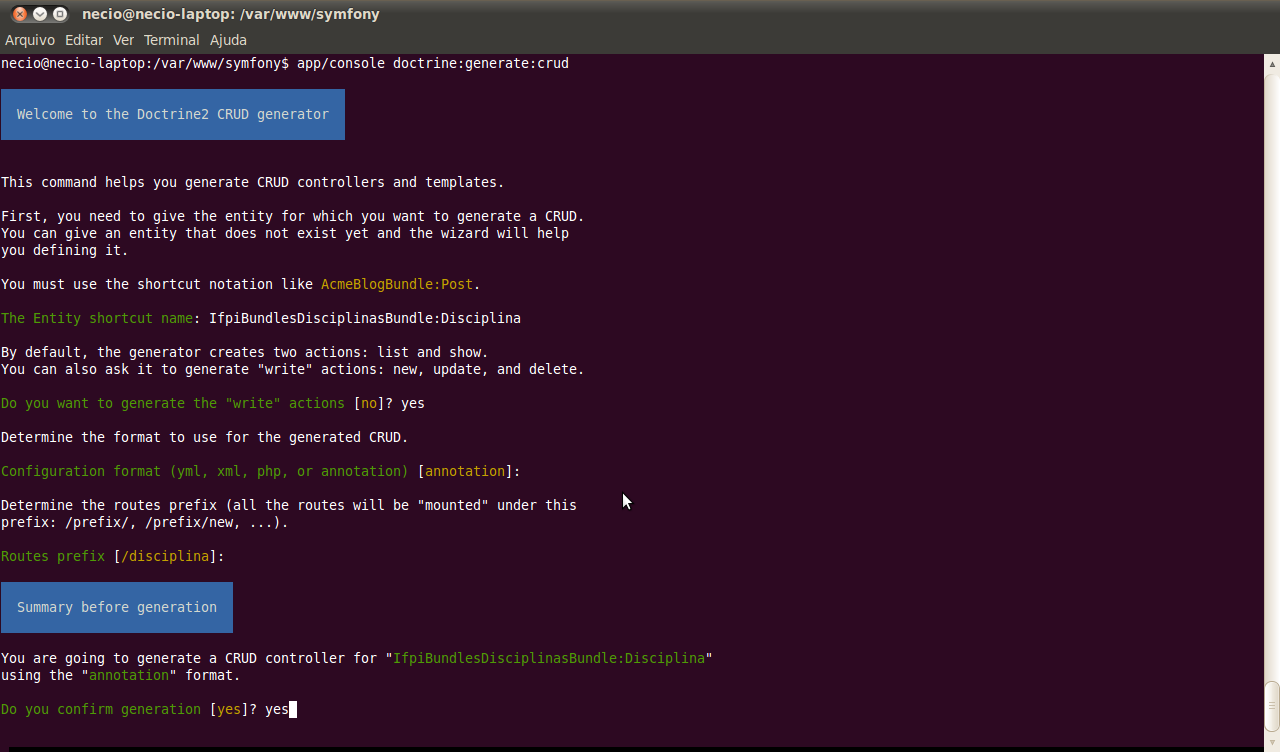 necio@necio-laptop: /var/www/symfony
Arquivo Editar Ver Terminal Ajuda
necio@necio-laptop:/var/www/symfony$ app/console doctrine:generate:crud
Welcome to the Doctrine2 CRUD generator
This command helps you generate CRUD controllers and templates.
First, you need to give the entity for which you want to generate a CRUD.
You can give an entity that does not exist yet and the wizard will help
you defining it.
You must use the shortcut notation like AcmeBlogBundle:Post.
The Entity shortcut name: IfpiBundlesDisciplinasBundle:Disciplina
By default, the generator creates two actions: list and show.
You can also ask it to generate "write" actions: new, update, and delete.
Do you want to generate the "write" actions [no]? yes
Determine the format to use for the generated CRUD.
Configuration format (yml, xml, php, or annotation) [annotation]:
Determine the routes prefix (all the routes will be "mounted" under this
prefix: /prefix/, /prefix/new, ...).
Routes prefix [/disciplina]:
Summary before generation
You are going to generate a CRUD controller for "IfpiBundlesDisciplinasBundle:Disciplina"
using the "annotation" format.
Do you confirm generation [yes]? yes